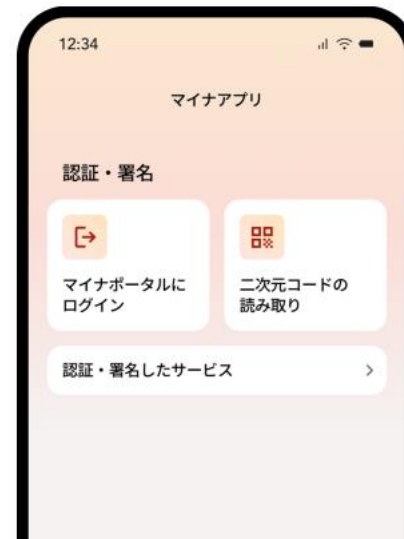 12:34
マイナアプリ
認証・署名
マイナポータルに
ログイン
二次元コードの
読み取り
認証・署名したサービス